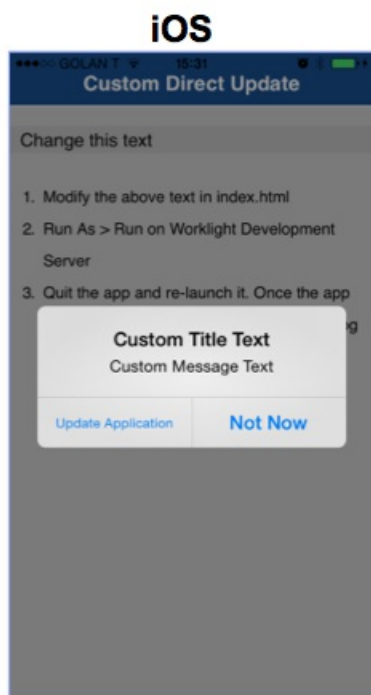 iOS
GOLAN T 15:31
Custom Direct Update
Change this text
1. Modify the above text in index.html
2. Run As > Run on Worklight Development
Server
3. Quit the app and re-launch it. Once the app
Custom Title Text
Custom Message Text
Update Application Not Now